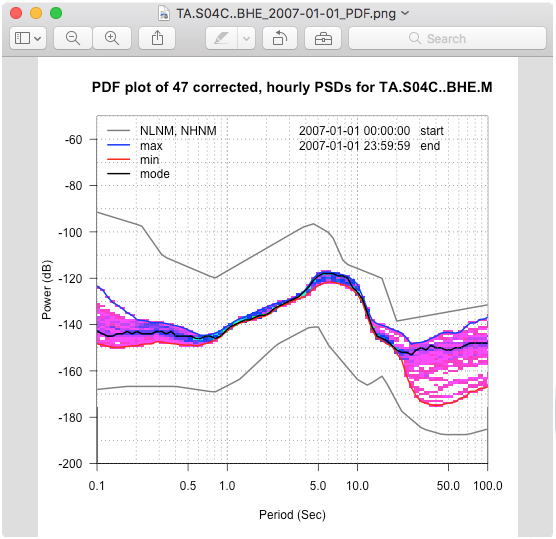 TA.S04C..BHE_2007-01-01_PDF.png
Search
PDF plot of 47 corrected, hourly PSDs for TA.S04C..BHE.M
NLNM, NHNM 2007-01-01 00:00:00 start
max 2007-01-01 23:59:59 end
min
mode
Power (dB)
-60
-80
-100
-120
-140
-160
-180
-200
0.1 0.5 1.0 5.0 10.0 50.0 100.0
Period (Sec)